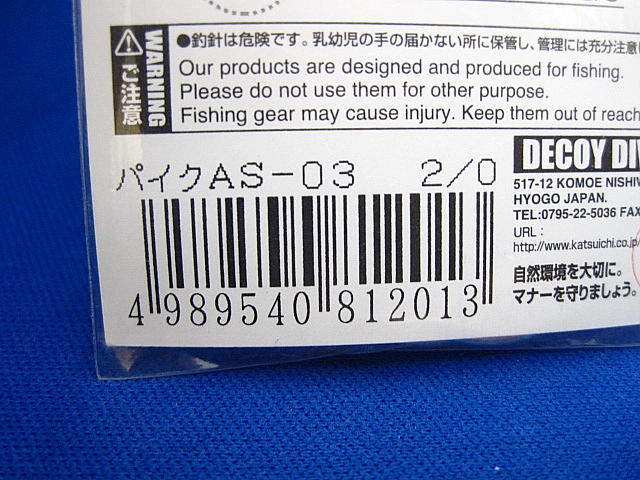 ⚠ WARNING ご注意
●釣針は危険です。乳幼児の手の届かない所に保管し、管理には充分注意
Our products are designed and produced for fishing.
Please do not use them for other purpose.
Fishing gear may cause injury. Keep them out of reach
パイクAS-03 2/0
4 989540 812013
DECOY DI
517-12 KOMOE NISHIW
HYOGO JAPAN.
TEL:0795-22-5036 FAX
URL:
http://www.katsuichi.co.jp/
自然環境を大切に。
マナーを守りましょう。